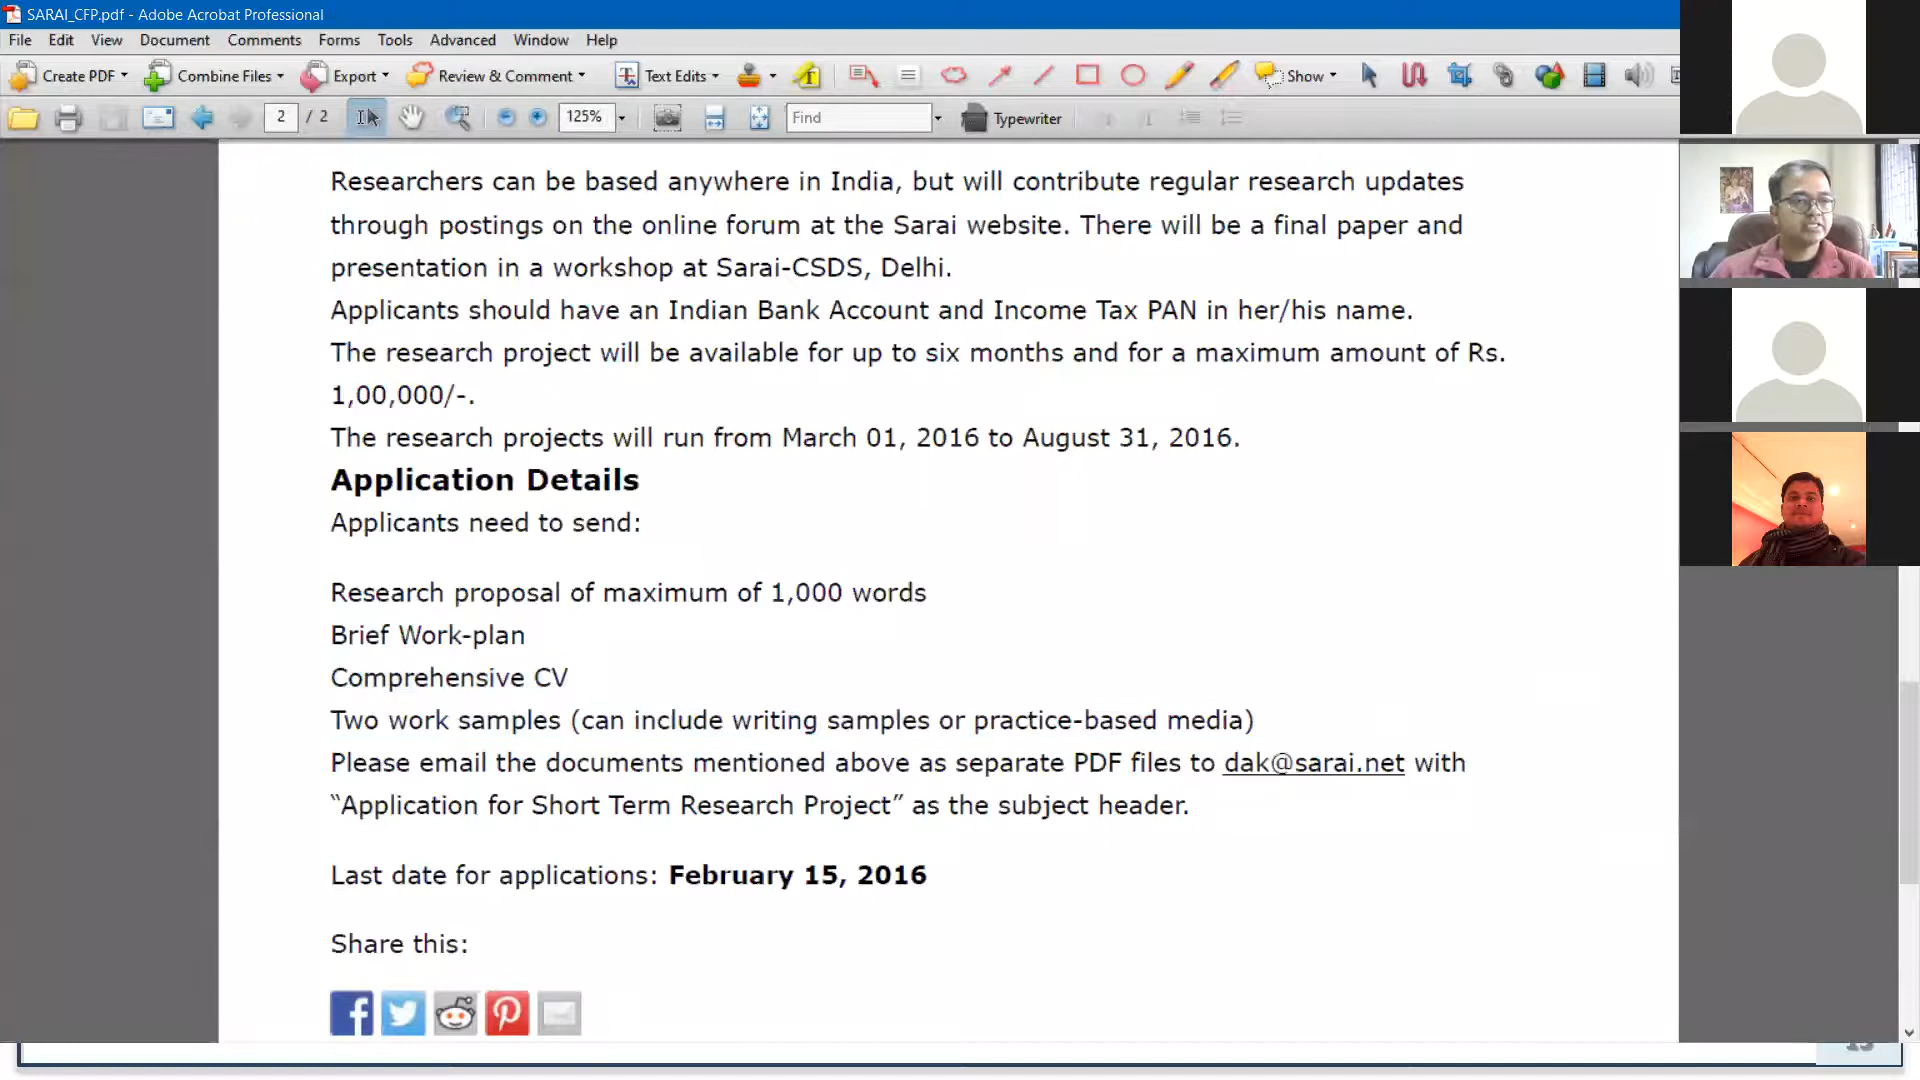 SARAI_CFP.pdf - Adobe Acrobat Professional
File Edit View Document Comments Forms Tools Advanced Window Help
Create PDF Combine Files Export Review & Comment Text Edits Show
2 / 2 125% Find Typewriter
Researchers can be based anywhere in India, but will contribute regular research updates
through postings on the online forum at the Sarai website. There will be a final paper and
presentation in a workshop at Sarai-CSDS, Delhi.
Applicants should have an Indian Bank Account and Income Tax PAN in her/his name.
The research project will be available for up to six months and for a maximum amount of Rs.
1,00,000/-.
The research projects will run from March 01, 2016 to August 31, 2016.
Application Details
Applicants need to send:
Research proposal of maximum of 1,000 words
Brief Work-plan
Comprehensive CV
Two work samples (can include writing samples or practice-based media)
Please email the documents mentioned above as separate PDF files to dak@sarai.net with
“Application for Short Term Research Project” as the subject header.
Last date for applications: February 15, 2016
Share this: